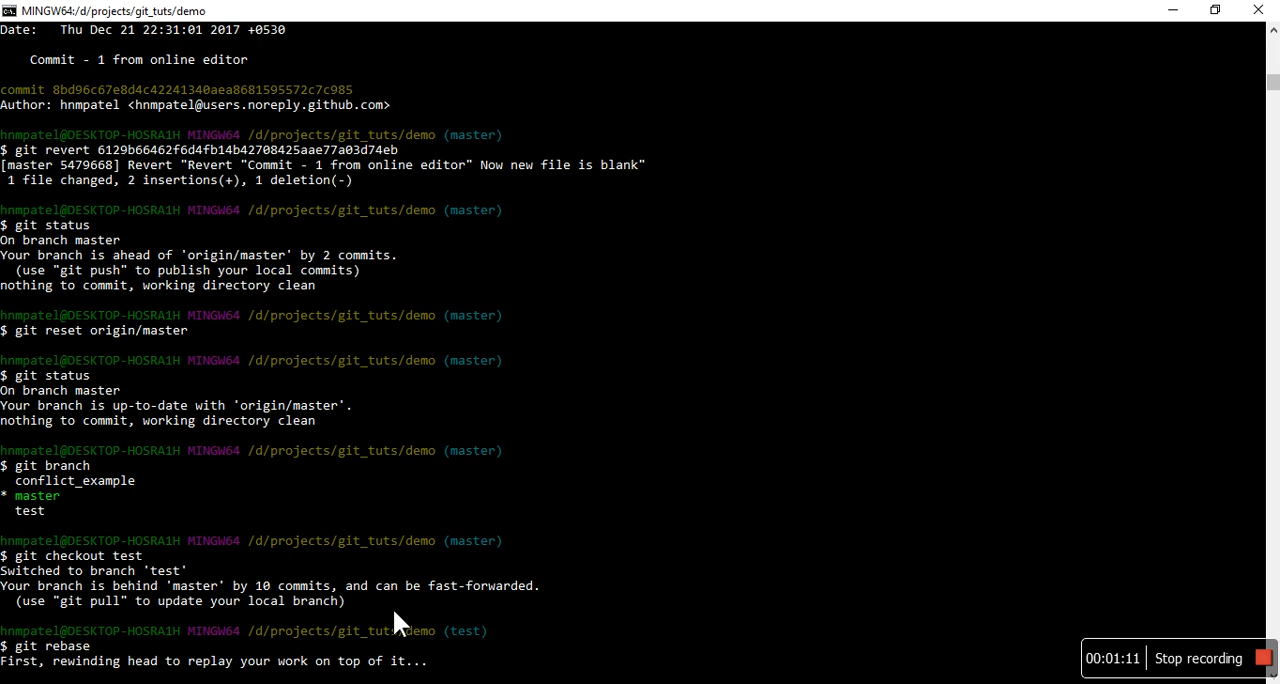 MINGW64:/d/projects/git_tuts/demo
Date:   Thu Dec 21 22:31:01 2017 +0530
    Commit - 1 from online editor
commit 8bd96c67e8d4c42241340aea8681595572c7c985
Author: hnmpatel <hnmpatel@users.noreply.github.com>
hnmpatel@DESKTOP-HOSRA1H MINGW64 /d/projects/git_tuts/demo (master)
$ git revert 6129b66462f6d4fb14b42708425aae77a03d74eb
[master 5479668] Revert "Revert "Commit - 1 from online editor" Now new file is blank"
 1 file changed, 2 insertions(+), 1 deletion(-)
hnmpatel@DESKTOP-HOSRA1H MINGW64 /d/projects/git_tuts/demo (master)
$ git status
On branch master
Your branch is ahead of 'origin/master' by 2 commits.
  (use "git push" to publish your local commits)
nothing to commit, working directory clean
hnmpatel@DESKTOP-HOSRA1H MINGW64 /d/projects/git_tuts/demo (master)
$ git reset origin/master
hnmpatel@DESKTOP-HOSRA1H MINGW64 /d/projects/git_tuts/demo (master)
$ git status
On branch master
Your branch is up-to-date with 'origin/master'.
nothing to commit, working directory clean
hnmpatel@DESKTOP-HOSRA1H MINGW64 /d/projects/git_tuts/demo (master)
$ git branch
  conflict_example
* master
  test
hnmpatel@DESKTOP-HOSRA1H MINGW64 /d/projects/git_tuts/demo (master)
$ git checkout test
Switched to branch 'test'
Your branch is behind 'master' by 10 commits, and can be fast-forwarded.
  (use "git pull" to update your local branch)
hnmpatel@DESKTOP-HOSRA1H MINGW64 /d/projects/git_tuts/demo (test)
$ git rebase
First, rewinding head to replay your work on top of it...
00:01:11 Stop recording